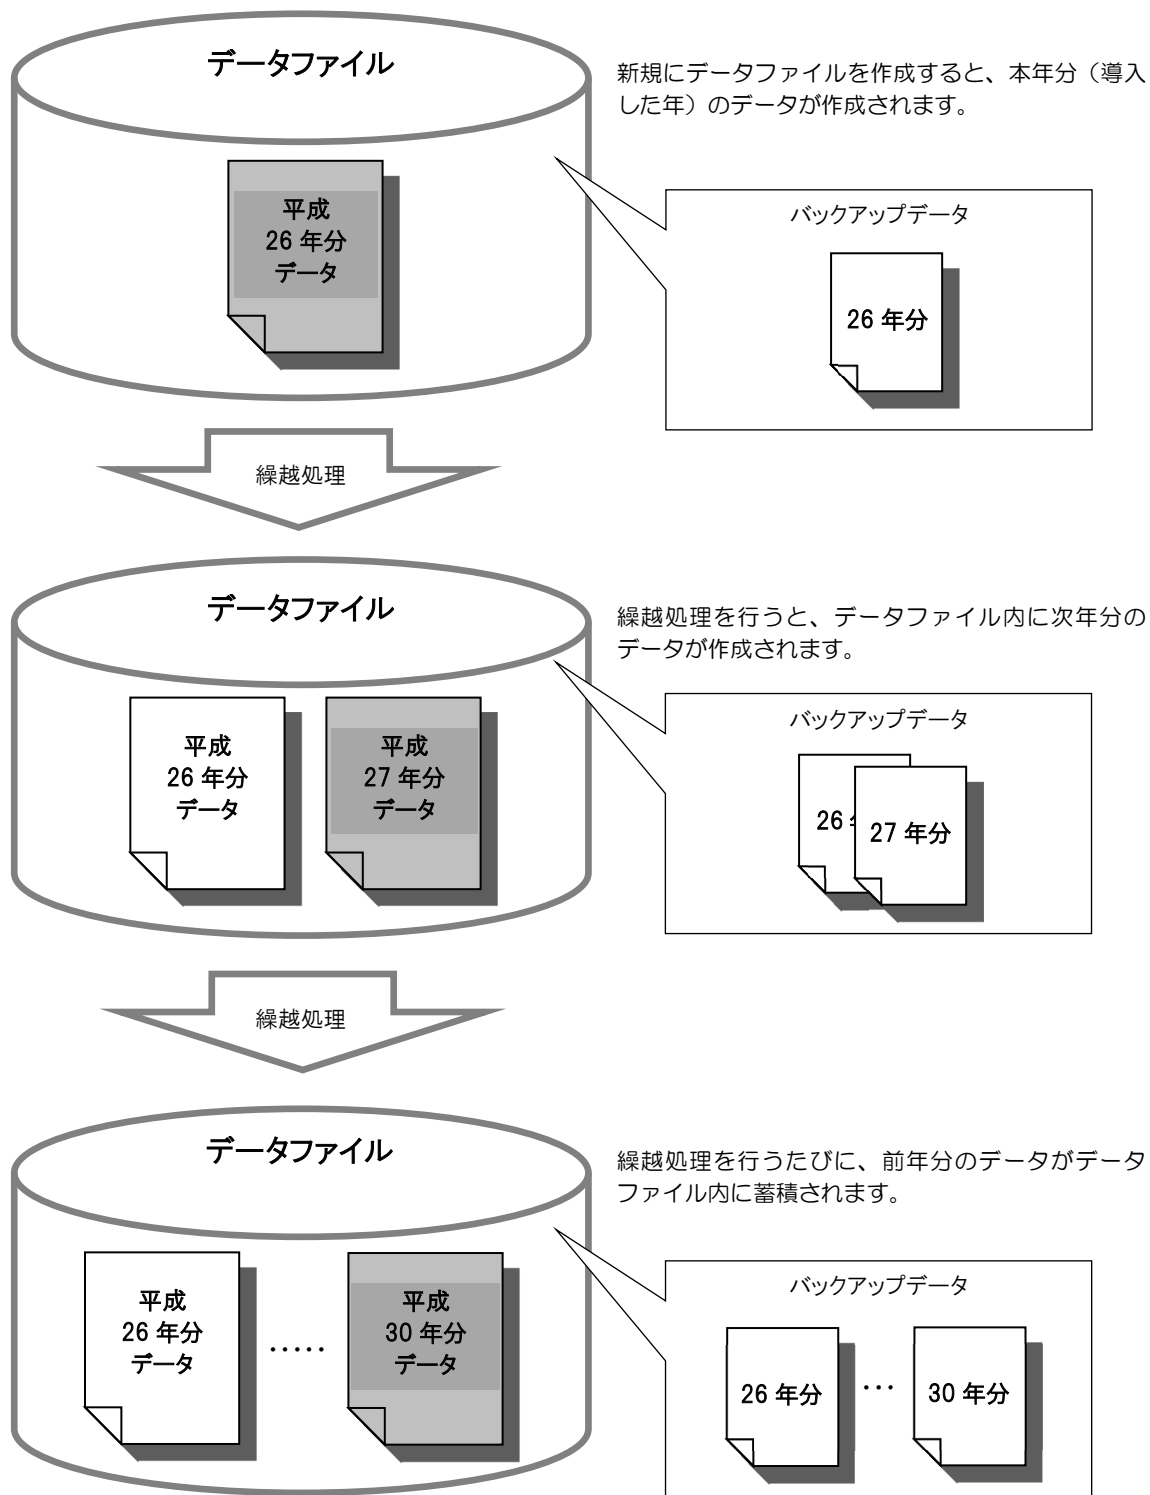 データファイル
平成
26 年分
データ
新規にデータファイルを作成すると、本年分（導入
した年）のデータが作成されます。
バックアップデータ
26 年分
繰越処理
データファイル
平成
26 年分
データ
平成
27 年分
データ
繰越処理を行うと、データファイル内に次年分の
データが作成されます。
バックアップデータ
26
27 年分
繰越処理
データファイル
平成
26 年分
データ
·····
平成
30 年分
データ
繰越処理を行うたびに、前年分のデータがデータ
ファイル内に蓄積されます。
バックアップデータ
26 年分
···
30 年分